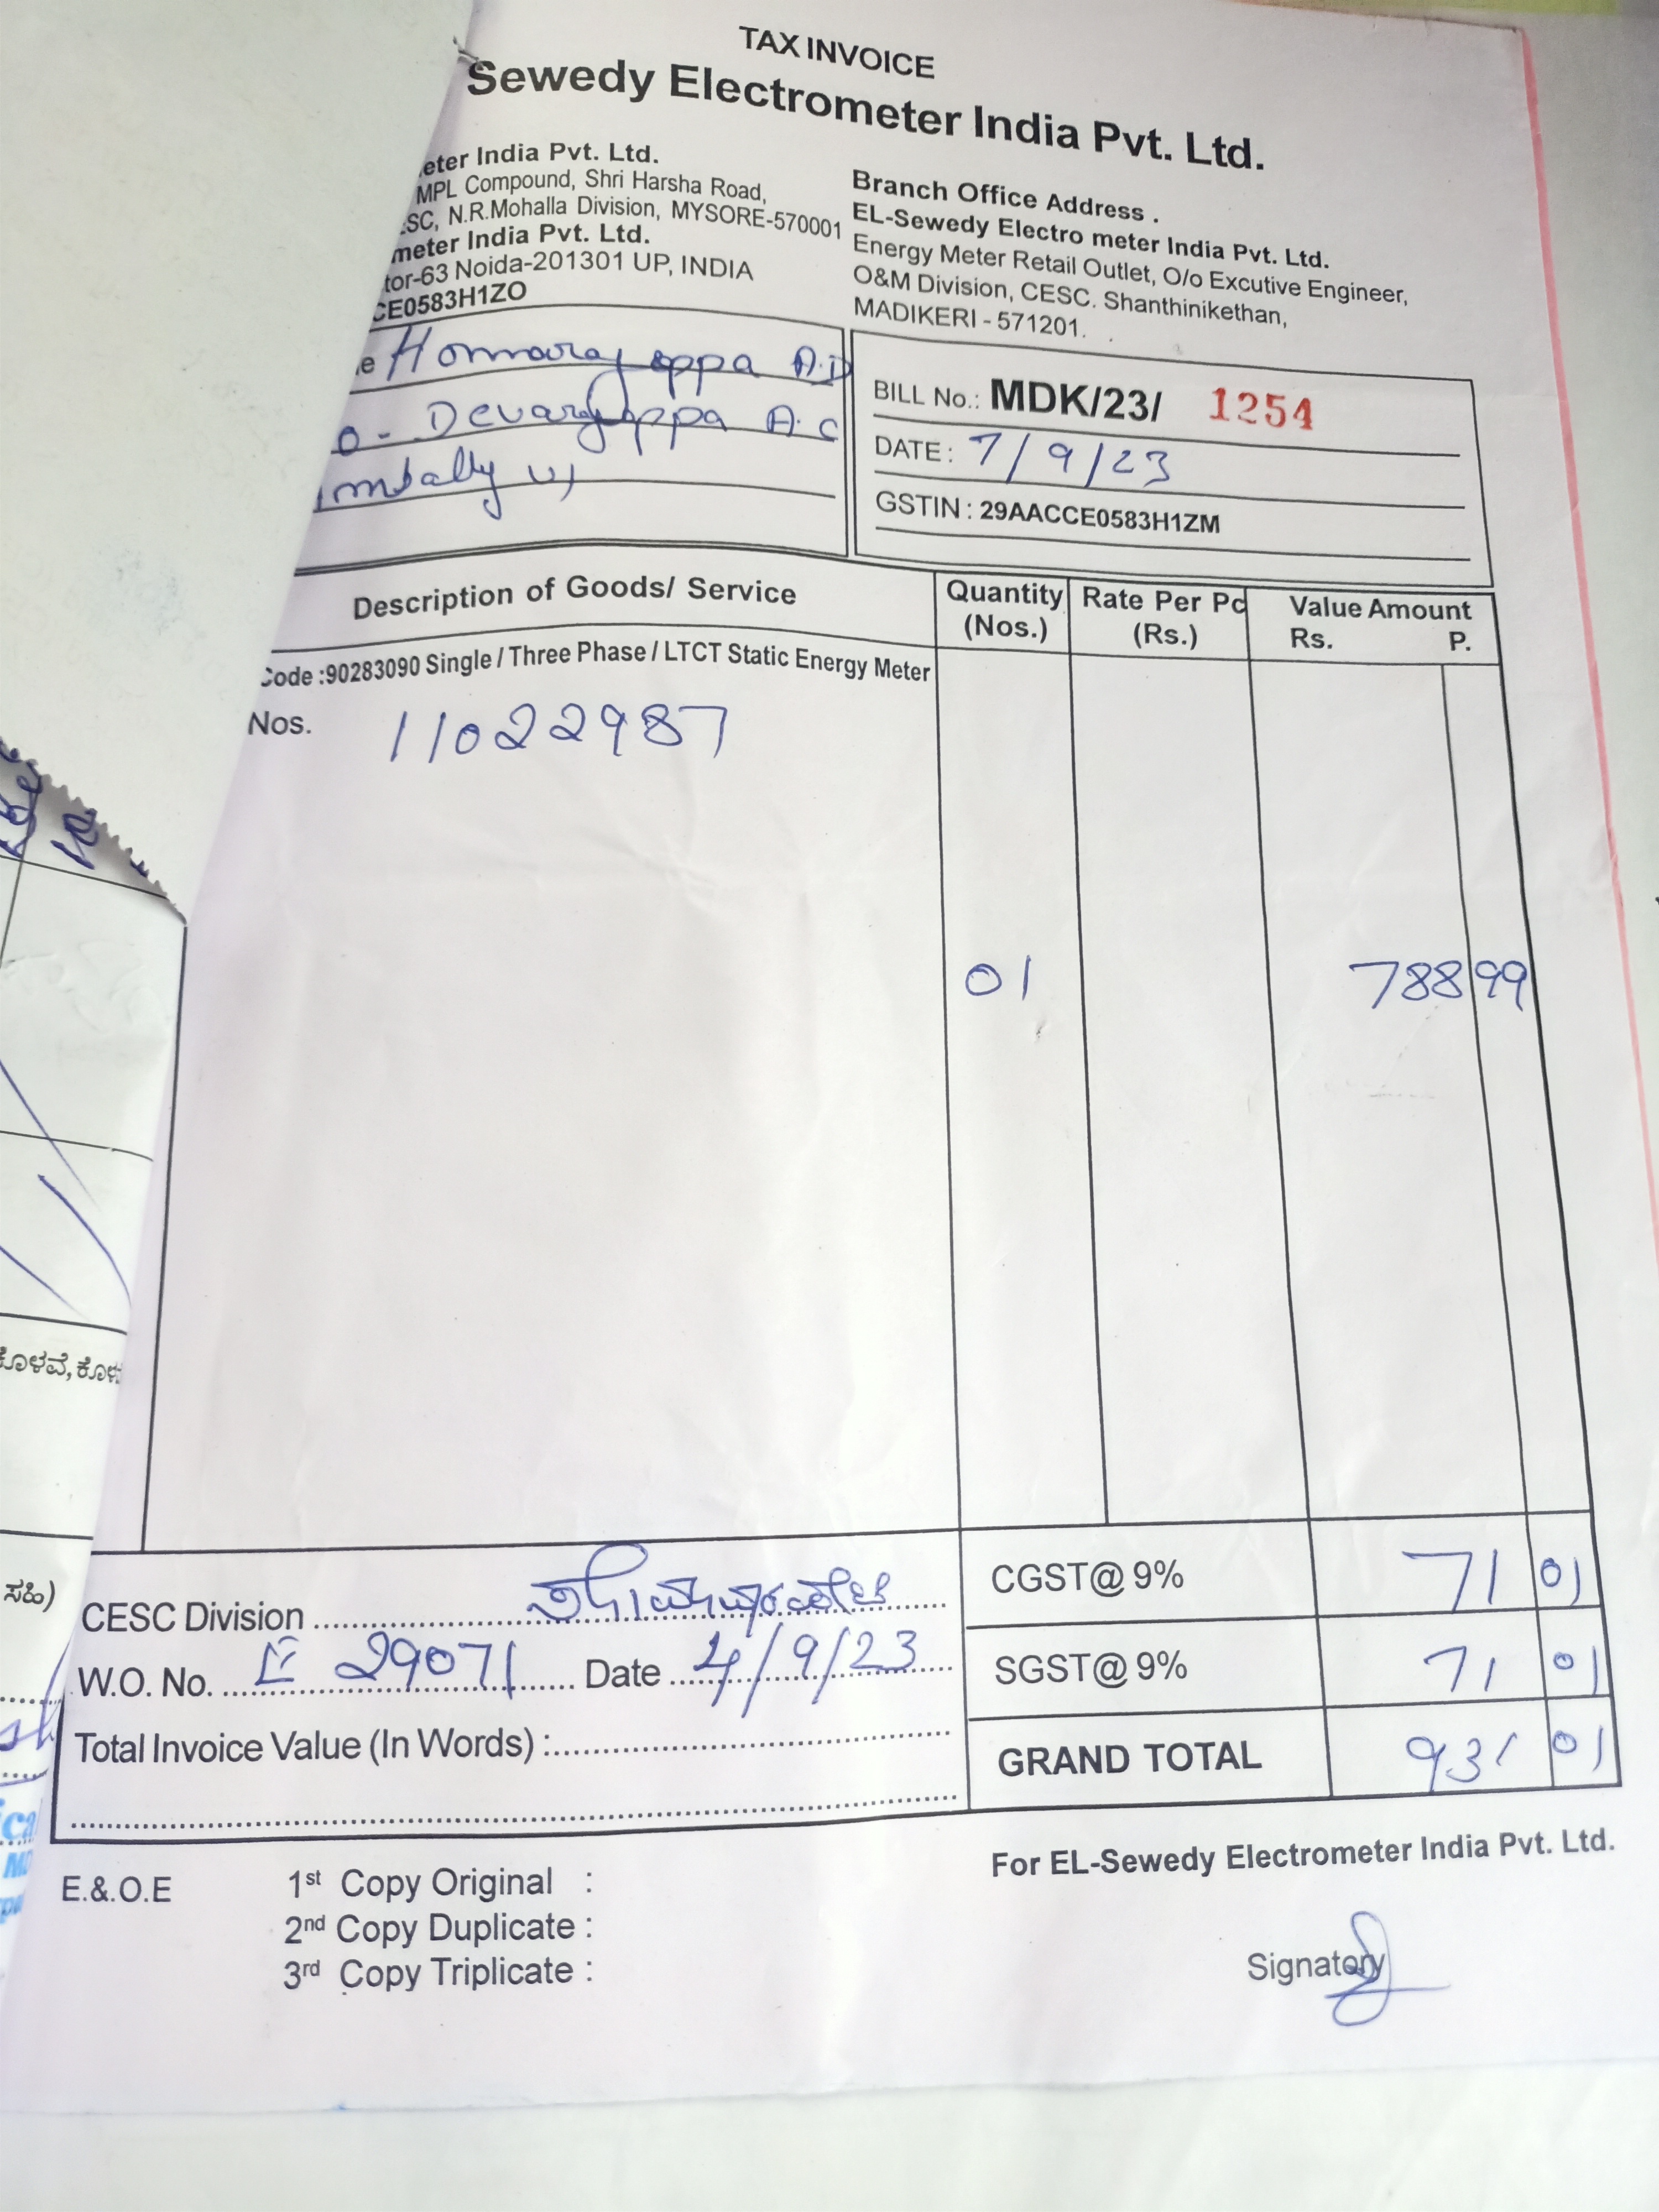 TAX INVOICE
Sewedy Electrometer India Pvt. Ltd.
eter India Pvt. Ltd.
MPL Compound, Shri Harsha Road,
SC, N.R.Mohalla Division, MYSORE-570001
meter India Pvt. Ltd.
tor-63 Noida-201301 UP, INDIA
CE0583H1ZO
Branch Office Address .
EL-Sewedy Electro meter India Pvt. Ltd.
Energy Meter Retail Outlet, O/o Excutive Engineer,
O&M Division, CESC. Shanthinikethan,
MADIKERI - 571201.
e Honnarajappa A.D
o - Devarajappa A.C
BILL No.: MDK/23/ 1254
DATE : 7/9/23
GSTIN : 29AACCE0583H1ZM
Description of Goods/ Service Quantity (Nos.) Rate Per Pc (Rs.) Value Amount Rs. P.
Code :90283090 Single / Three Phase / LTCT Static Energy Meter
Nos. 11022987
01 788 99
CGST@ 9% 71 01
CESC Division
W.O. No. 29071 Date 4/9/23
SGST@ 9% 71 01
Total Invoice Value (In Words) :
GRAND TOTAL 931 01
For EL-Sewedy Electrometer India Pvt. Ltd.
E.&.O.E 1st Copy Original :
2nd Copy Duplicate :
3rd Copy Triplicate :
Signatory
ಸಹಿ)